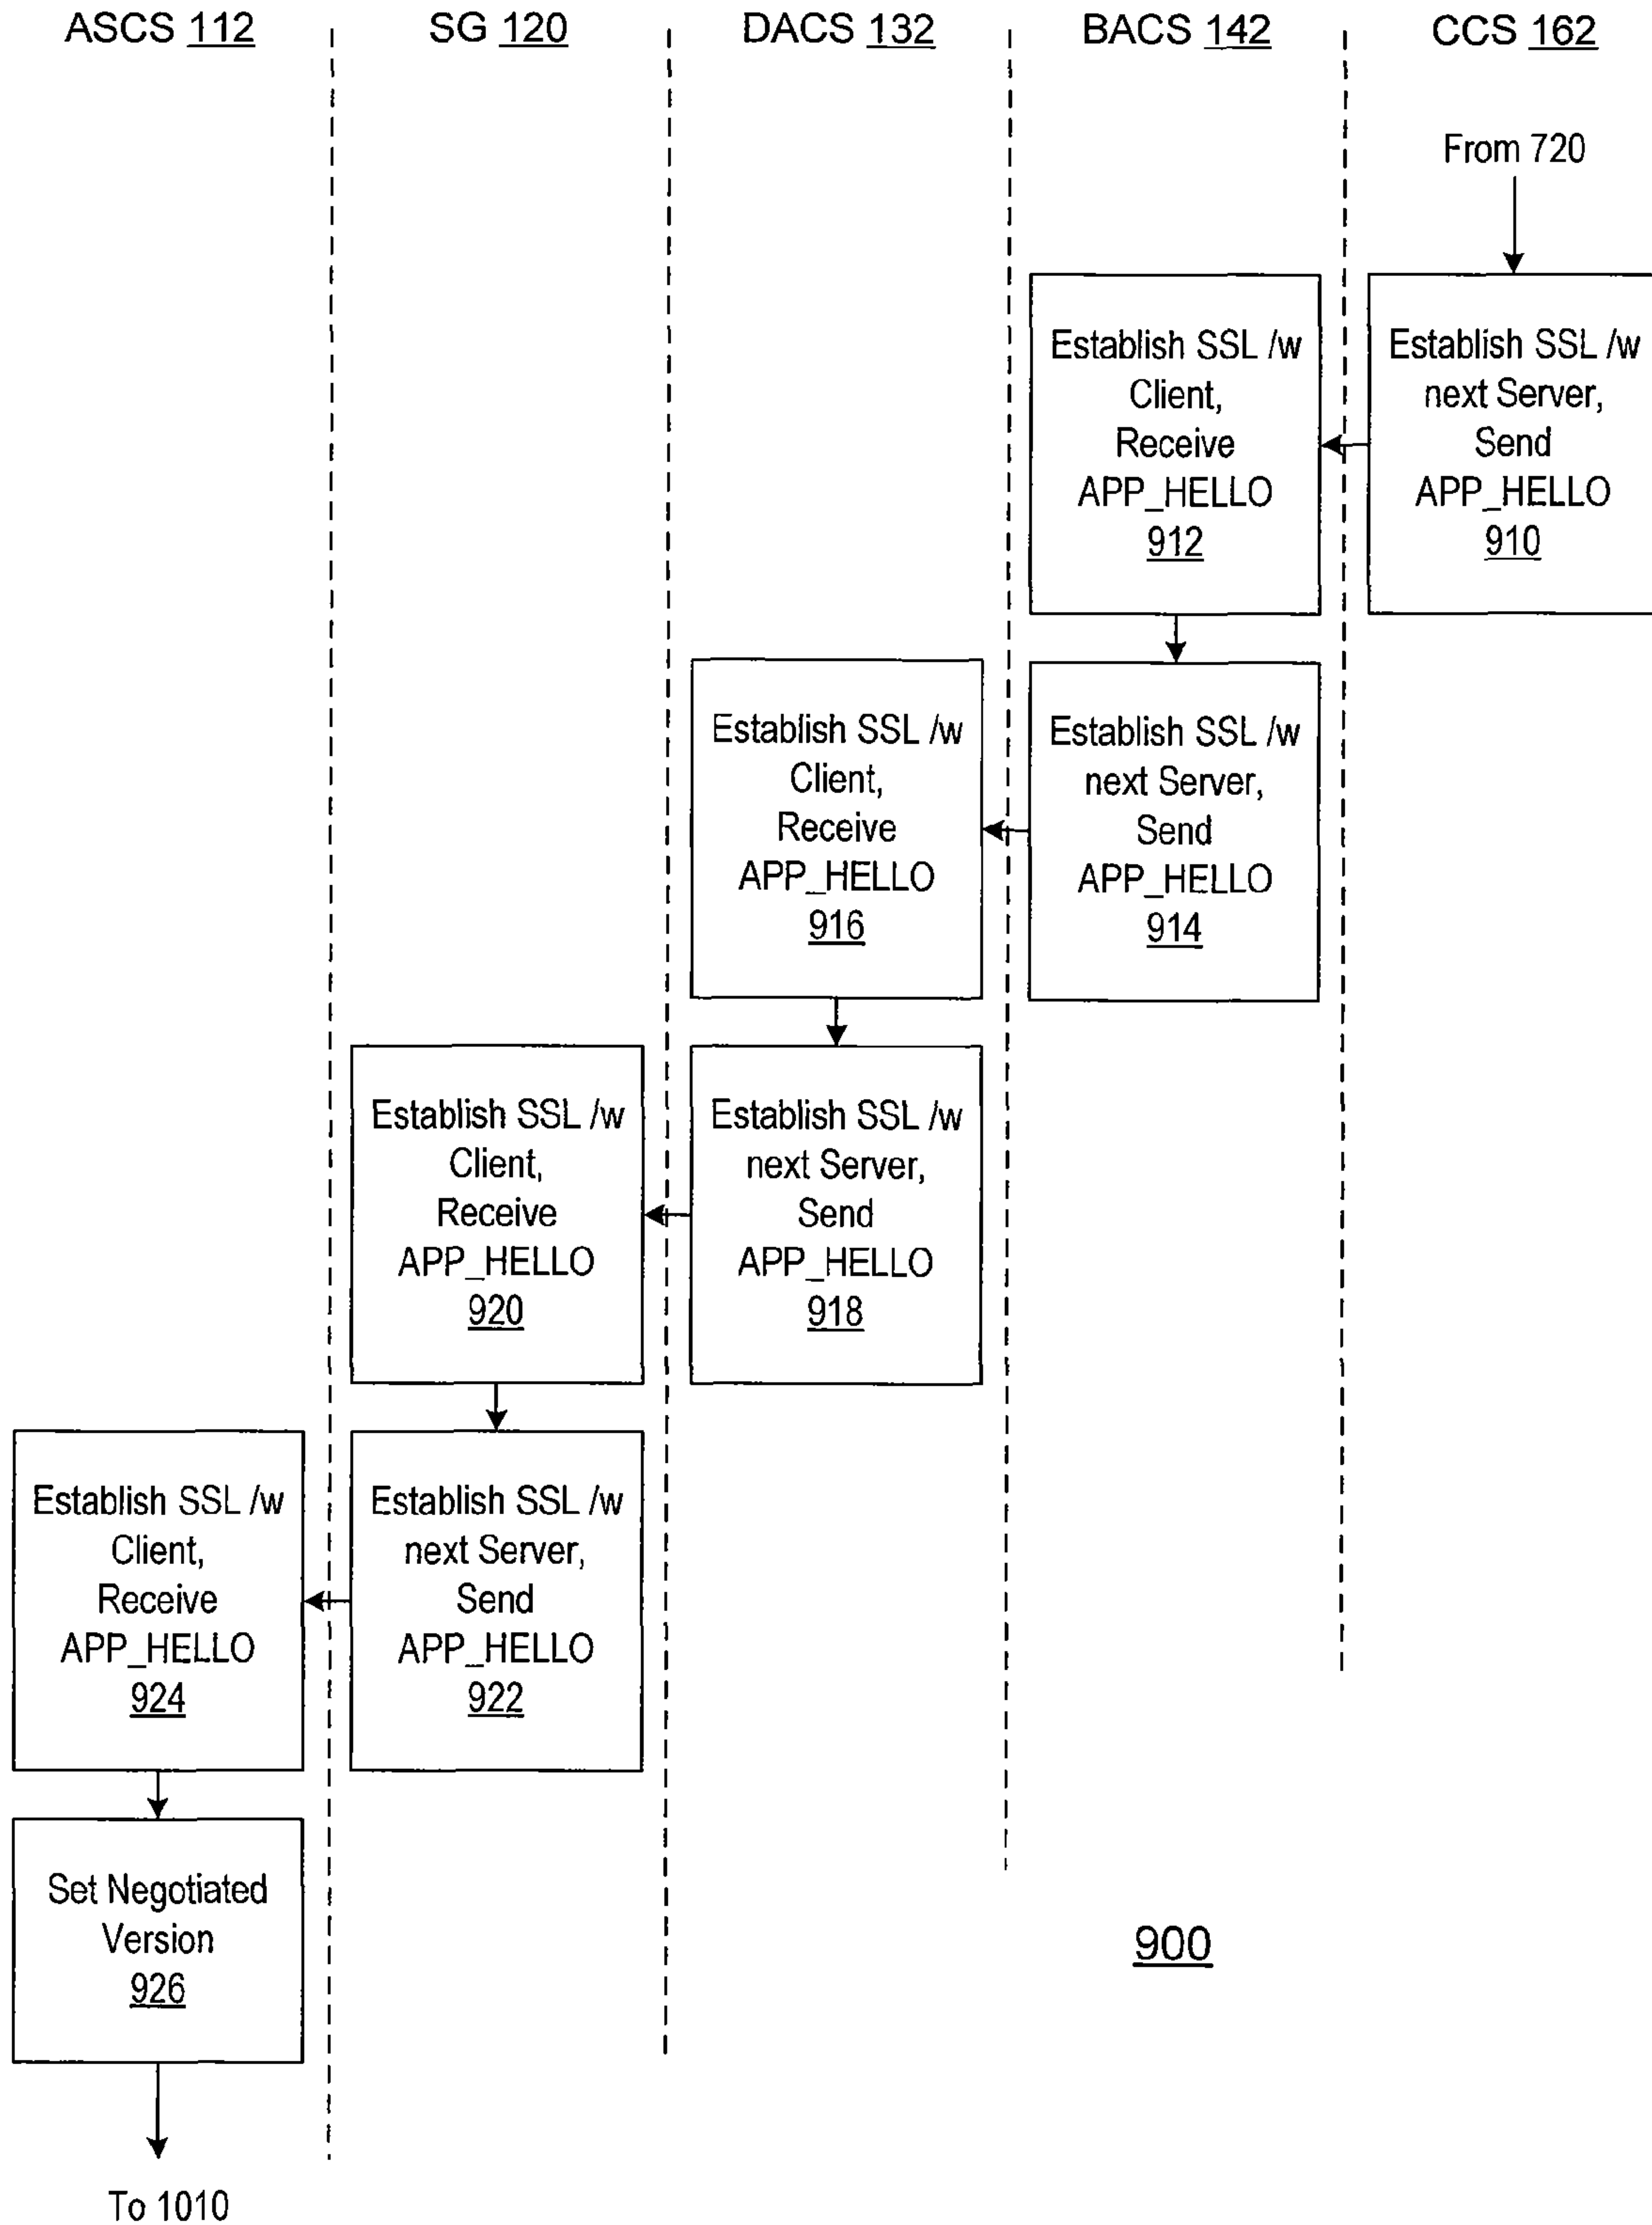 ASCS 112
SG 120
DACS 132
BACS 142
CCS 162
From 720
Establish SSL /w
next Server,
Send
APP_HELLO
910
Establish SSL /w
Client,
Receive
APP_HELLO
912
Establish SSL /w
next Server,
Send
APP_HELLO
914
Establish SSL /w
Client,
Receive
APP_HELLO
916
Establish SSL /w
next Server,
Send
APP_HELLO
918
Establish SSL /w
Client,
Receive
APP_HELLO
920
Establish SSL /w
next Server,
Send
APP_HELLO
922
Establish SSL /w
Client,
Receive
APP_HELLO
924
Set Negotiated
Version
926
To 1010
900